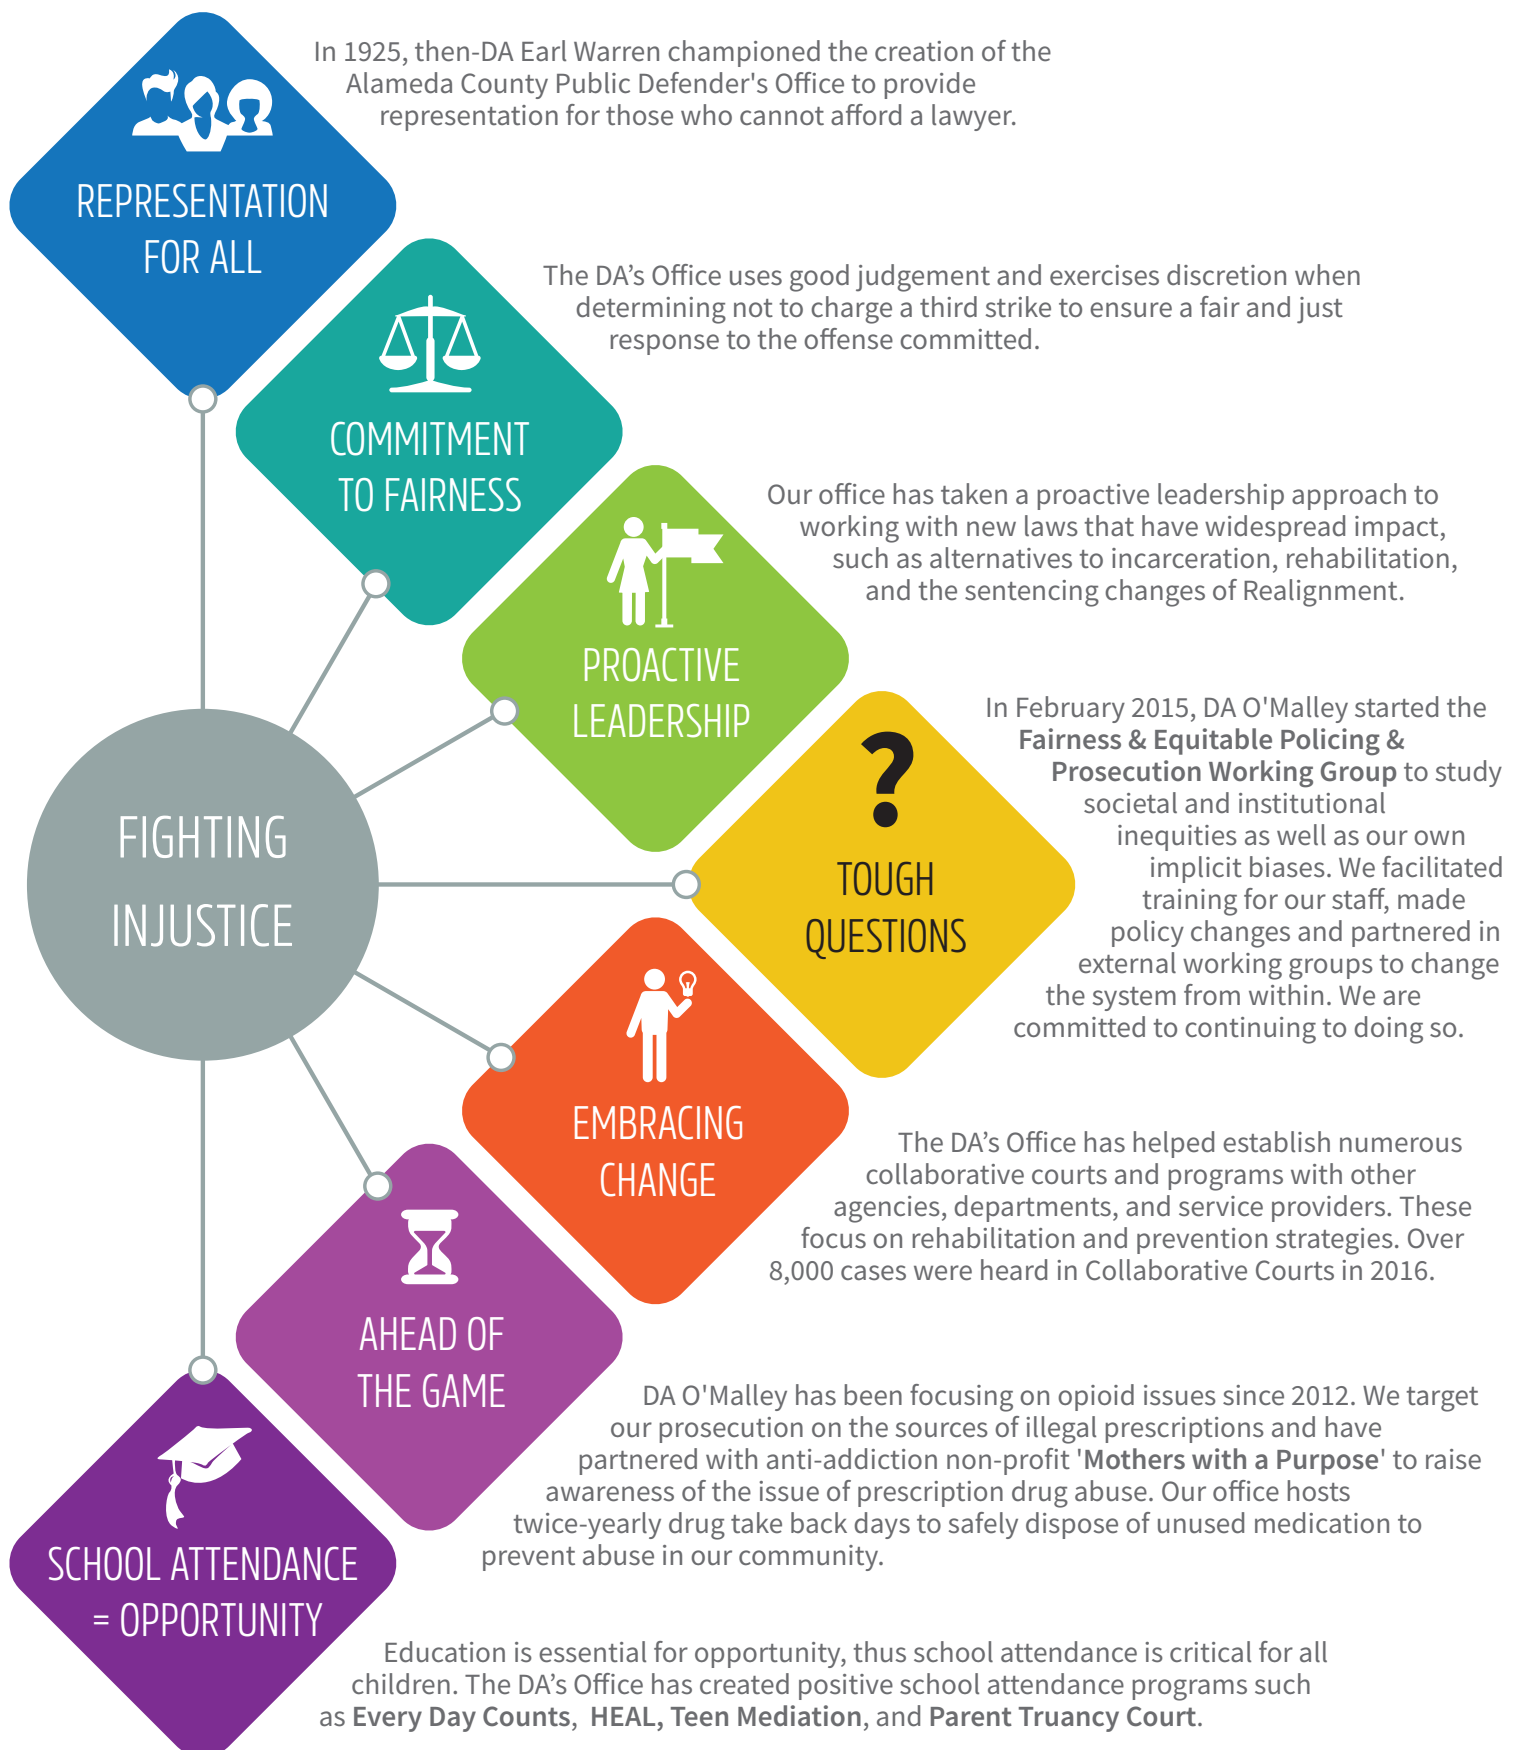 REPRESENTATION
FOR ALL
In 1925, then-DA Earl Warren championed the creation of the
Alameda County Public Defender's Office to provide
representation for those who cannot afford a lawyer.
COMMITMENT
TO FAIRNESS
The DA’s Office uses good judgement and exercises discretion when
determining not to charge a third strike to ensure a fair and just
response to the offense committed.
PROACTIVE
LEADERSHIP
Our office has taken a proactive leadership approach to
working with new laws that have widespread impact,
such as alternatives to incarceration, rehabilitation,
and the sentencing changes of Realignment.
FIGHTING
INJUSTICE
?
TOUGH
QUESTIONS
In February 2015, DA O'Malley started the
Fairness & Equitable Policing &
Prosecution Working Group to study
societal and institutional
inequities as well as our own
implicit biases. We facilitated
training for our staff, made
policy changes and partnered in
external working groups to change
the system from within. We are
committed to continuing to doing so.
EMBRACING
CHANGE
The DA’s Office has helped establish numerous
collaborative courts and programs with other
agencies, departments, and service providers. These
focus on rehabilitation and prevention strategies. Over
8,000 cases were heard in Collaborative Courts in 2016.
AHEAD OF
THE GAME
DA O'Malley has been focusing on opioid issues since 2012. We target
our prosecution on the sources of illegal prescriptions and have
partnered with anti-addiction non-profit 'Mothers with a Purpose' to raise
awareness of the issue of prescription drug abuse. Our office hosts
twice-yearly drug take back days to safely dispose of unused medication to
prevent abuse in our community.
SCHOOL ATTENDANCE
= OPPORTUNITY
Education is essential for opportunity, thus school attendance is critical for all
children. The DA’s Office has created positive school attendance programs such
as Every Day Counts, HEAL, Teen Mediation, and Parent Truancy Court.